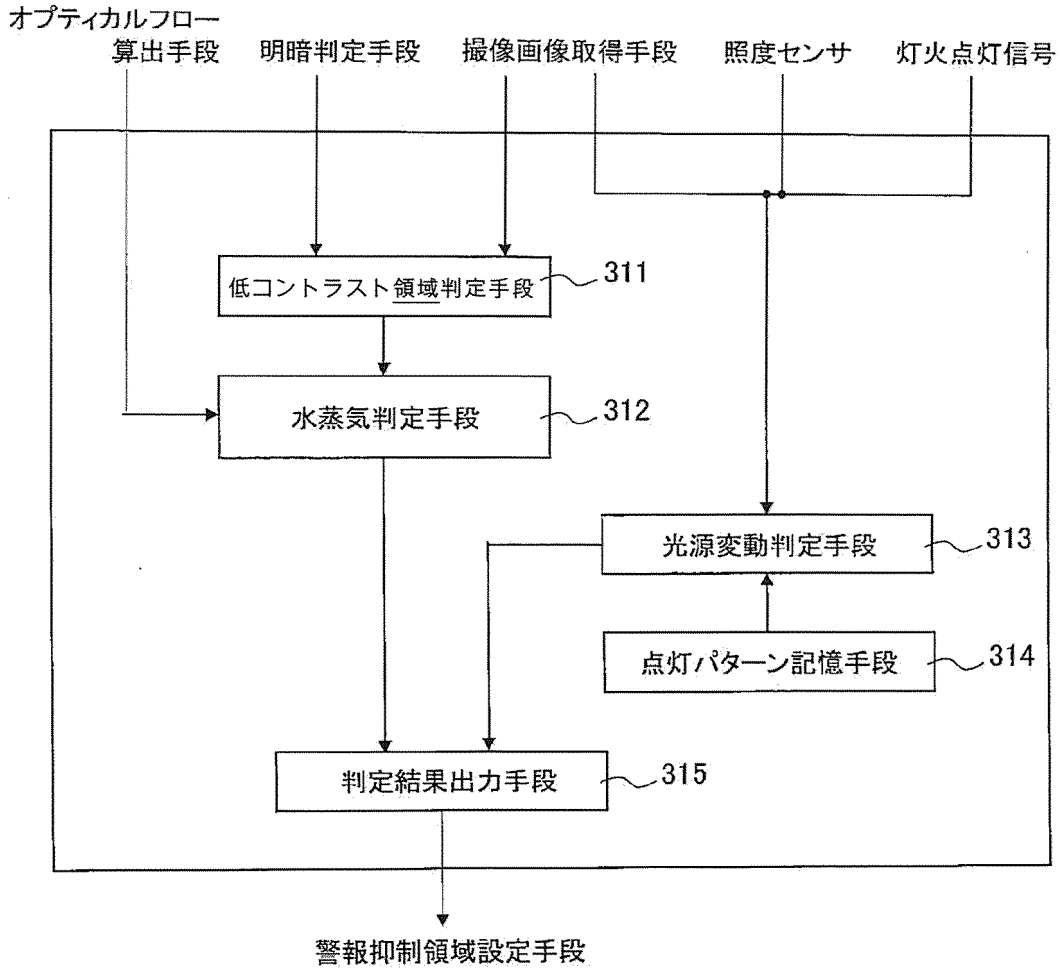 オプティカルフロー
算出手段
明暗判定手段
撮像画像取得手段
照度センサ
灯火点灯信号
低コントラスト領域判定手段
311
水蒸気判定手段
312
光源変動判定手段
313
点灯パターン記憶手段
314
判定結果出力手段
315
警報抑制領域設定手段